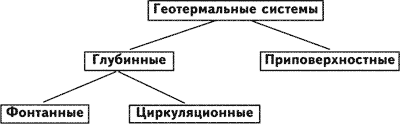 Геотермальные системы
Глубинные
Приповерхностные
Фонтанные
Циркуляционные